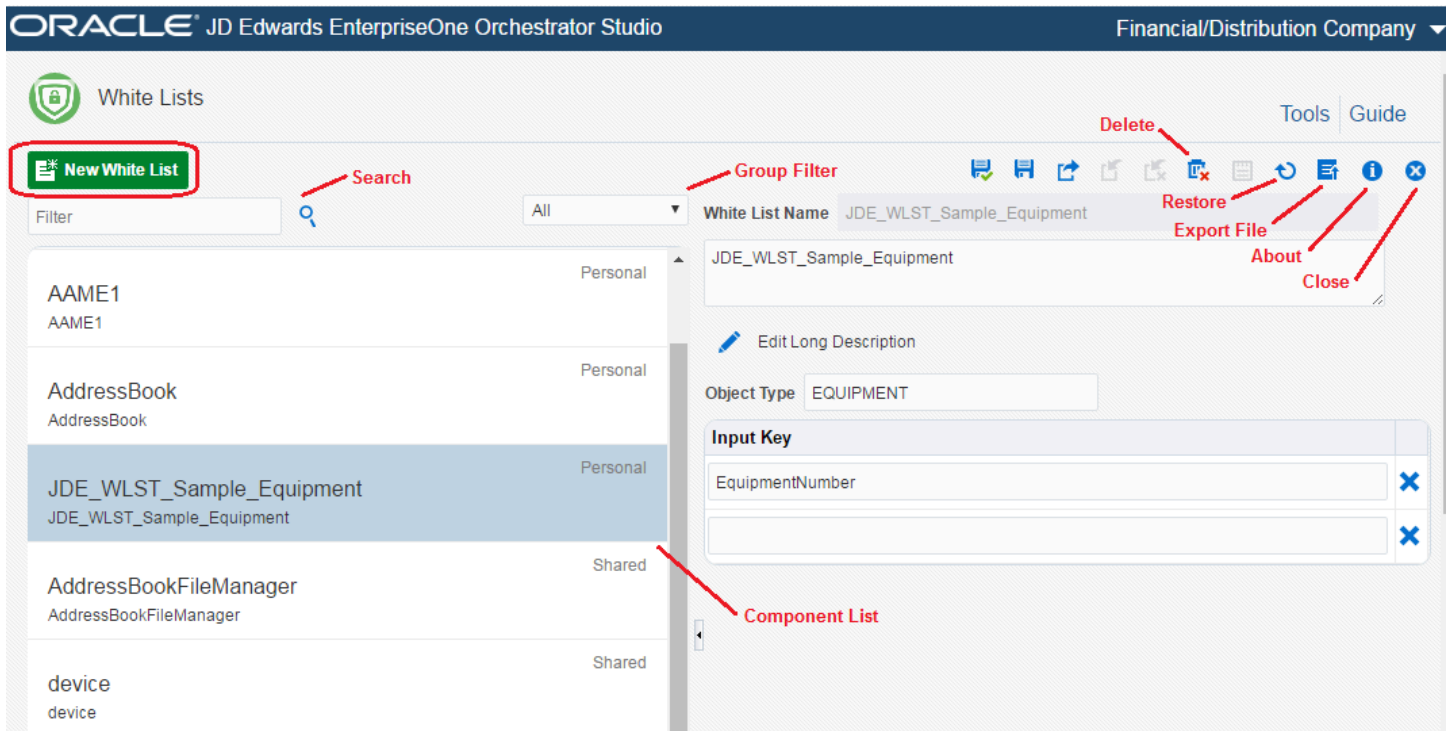 ORACLE® JD Edwards EnterpriseOne Orchestrator Studio
Financial/Distribution Company
White Lists
Tools
Guide
Delete
New White List
Search
Group Filter
Filter
All
White List Name
JDE_WLST_Sample_Equipment
Restore
Export File
About
Close
JDE_WLST_Sample_Equipment
Edit Long Description
Object Type
EQUIPMENT
Input Key
EquipmentNumber
Personal
AAME1
AAME1
Personal
AddressBook
AddressBook
Personal
JDE_WLST_Sample_Equipment
JDE_WLST_Sample_Equipment
Shared
AddressBookFileManager
AddressBookFileManager
Component List
Shared
device
device